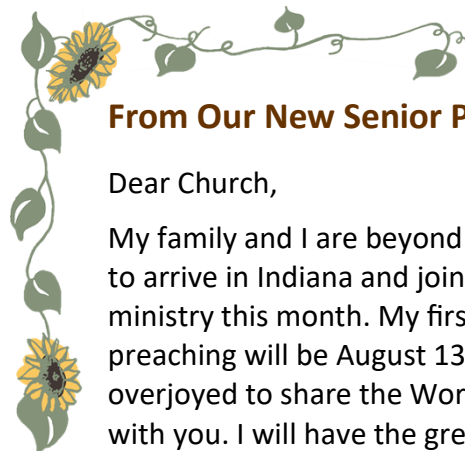 From Our New Senior P
Dear Church,
My family and I are beyond
to arrive in Indiana and join
ministry this month. My firs
preaching will be August 13
overjoyed to share the Wor
with you. I will have the gre